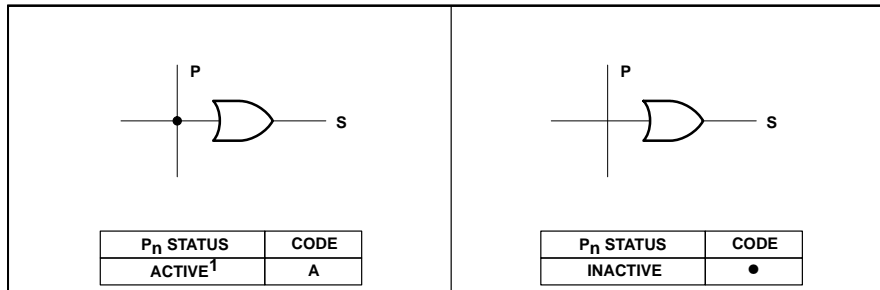 P
S
Pn STATUS CODE
ACTIVE1 A
P
S
Pn STATUS CODE
INACTIVE ●